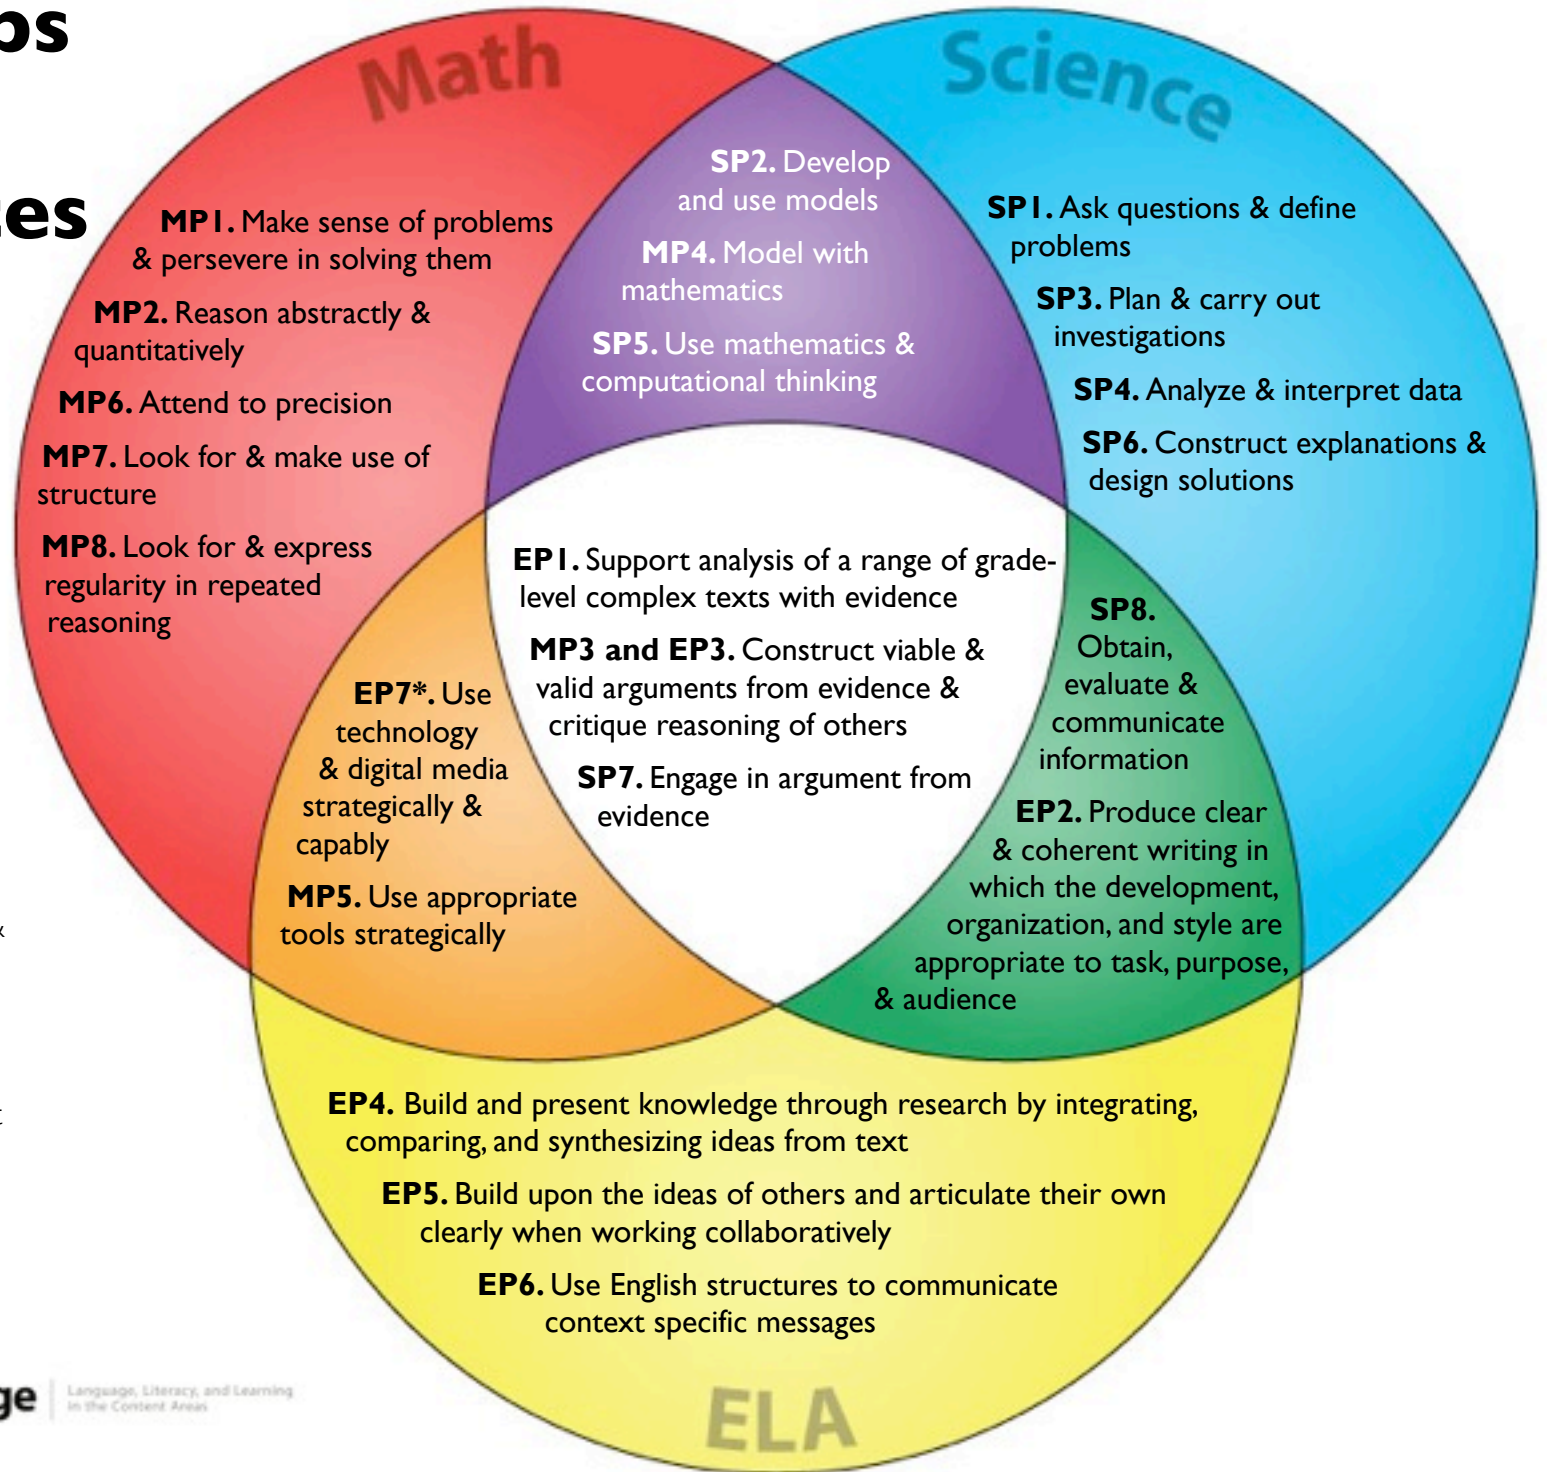 ps
ces
Math
MP1. Make sense of problems
& persevere in solving them
MP2. Reason abstractly &
quantitatively
MP6. Attend to precision
MP7. Look for & make use of
structure
MP8. Look for & express
regularity in repeated
reasoning
SP2. Develop
and use models
MP4. Model with
mathematics
SP5. Use mathematics &
computational thinking
Science
SP1. Ask questions & define
problems
SP3. Plan & carry out
investigations
SP4. Analyze & interpret data
SP6. Construct explanations &
design solutions
EP1. Support analysis of a range of grade-
level complex texts with evidence
MP3 and EP3. Construct viable &
valid arguments from evidence &
critique reasoning of others
SP7. Engage in argument from
evidence
EP7*. Use
technology
& digital media
strategically &
capably
MP5. Use appropriate
tools strategically
SP8.
Obtain,
evaluate &
communicate
information
EP2. Produce clear
& coherent writing in
which the development,
organization, and style are
appropriate to task, purpose,
& audience
EP4. Build and present knowledge through research by integrating,
comparing, and synthesizing ideas from text
EP5. Build upon the ideas of others and articulate their own
clearly when working collaboratively
EP6. Use English structures to communicate
context specific messages
ELA
ge
Language, Literacy, and Learning
in the Content Areas